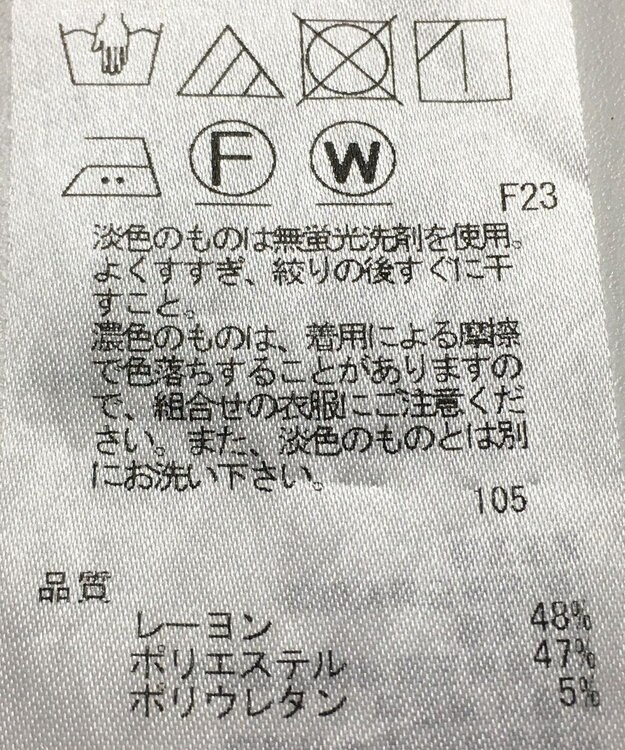 F W
F23
淡色のものは無蛍光洗剤を使用。
よくすすぎ、絞りの後すぐに干
すこと。
濃色のものは、着用による摩擦
で色落ちすることがありますの
で、組合せの衣服にご注意くだ
さい。また、淡色のものとは別
にお洗い下さい。
105
品質
レーヨン 48%
ポリエステル 47%
ポリウレタン 5%